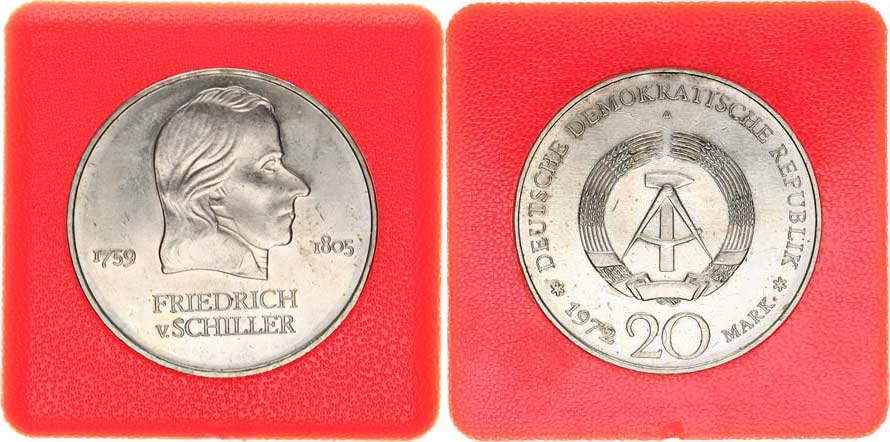 1759
1805
FRIEDRICH
v. SCHILLER
DEUTSCHE DEMOKRATISCHE REPUBLIK
A
* 1972 20 MARK. *